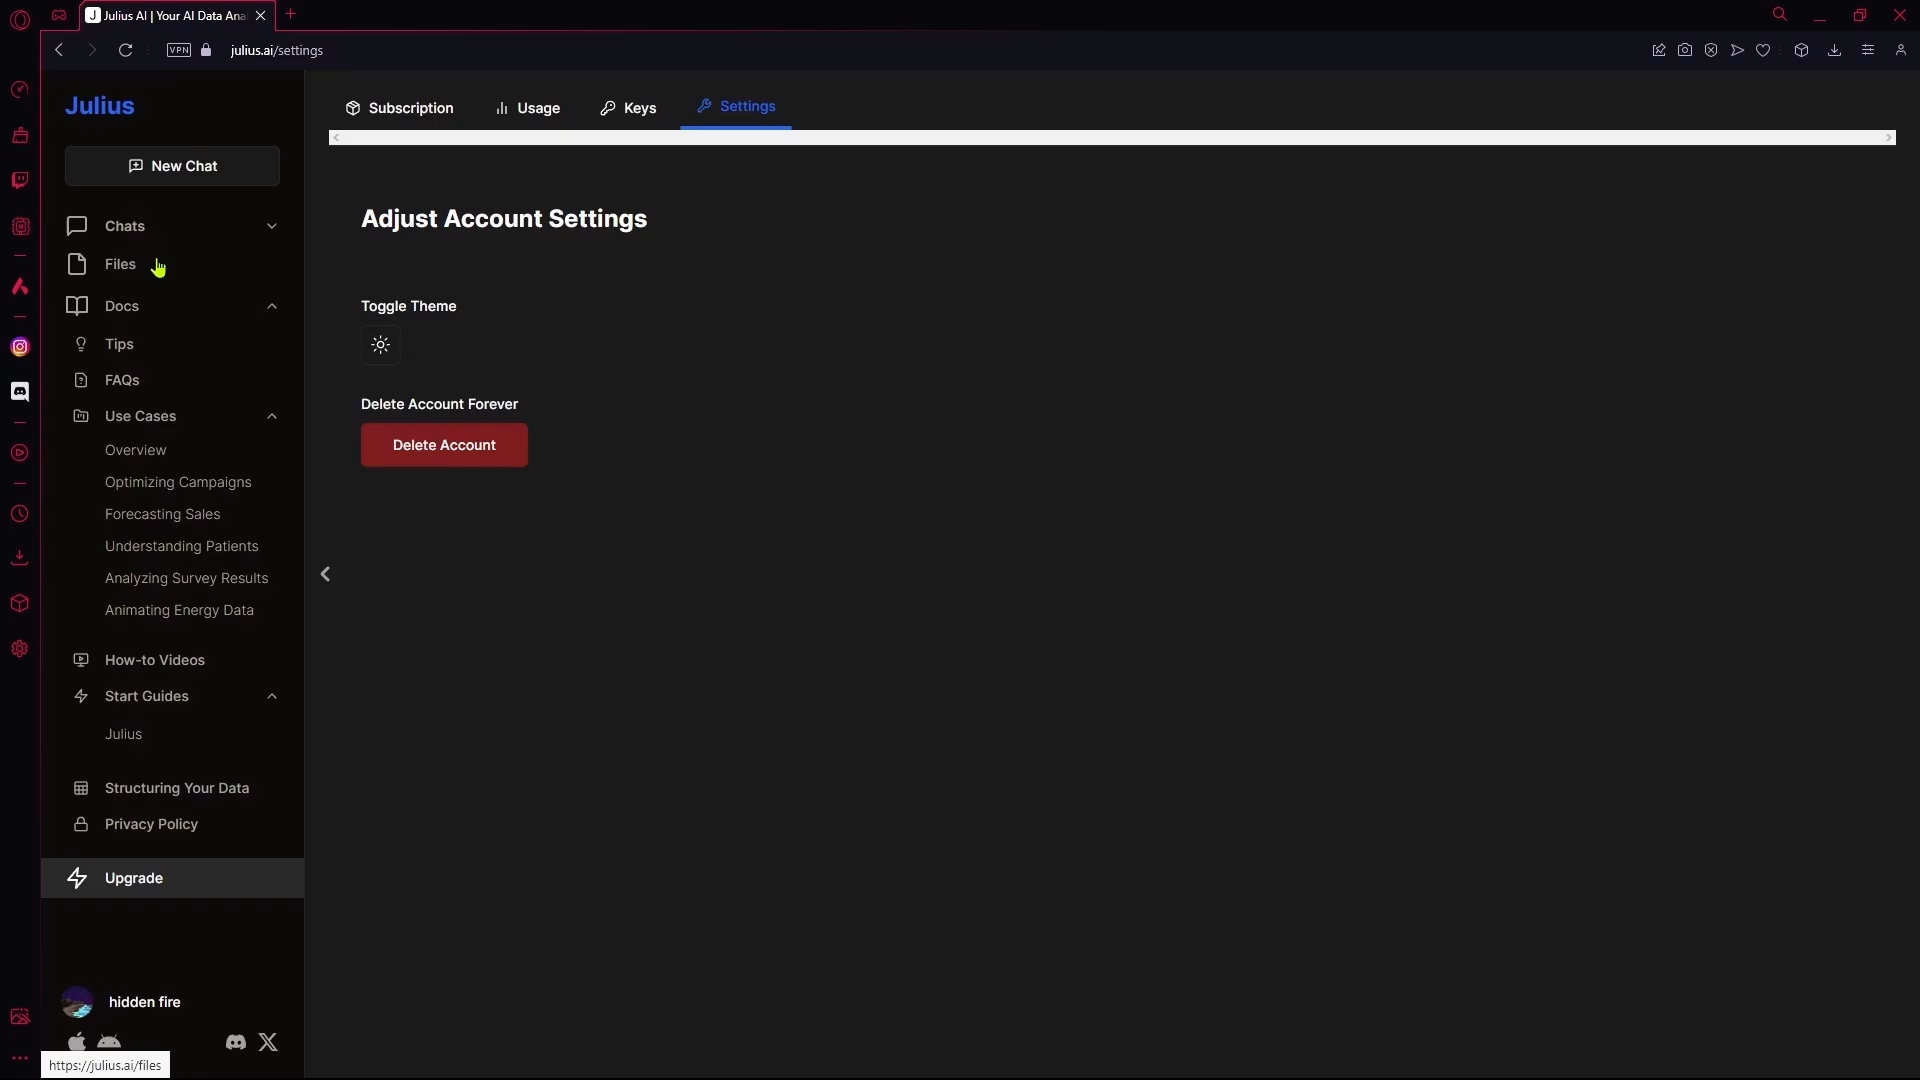 J Julius AI | Your AI Data Ana
VPN julius.ai/settings
Julius
New Chat
Chats
Files
Docs
Tips
FAQs
Use Cases
Overview
Optimizing Campaigns
Forecasting Sales
Understanding Patients
Analyzing Survey Results
Animating Energy Data
How-to Videos
Start Guides
Julius
Structuring Your Data
Privacy Policy
Upgrade
hidden fire
https://julius.ai/files
Subscription Usage Keys Settings
Adjust Account Settings
Toggle Theme
Delete Account Forever
Delete Account